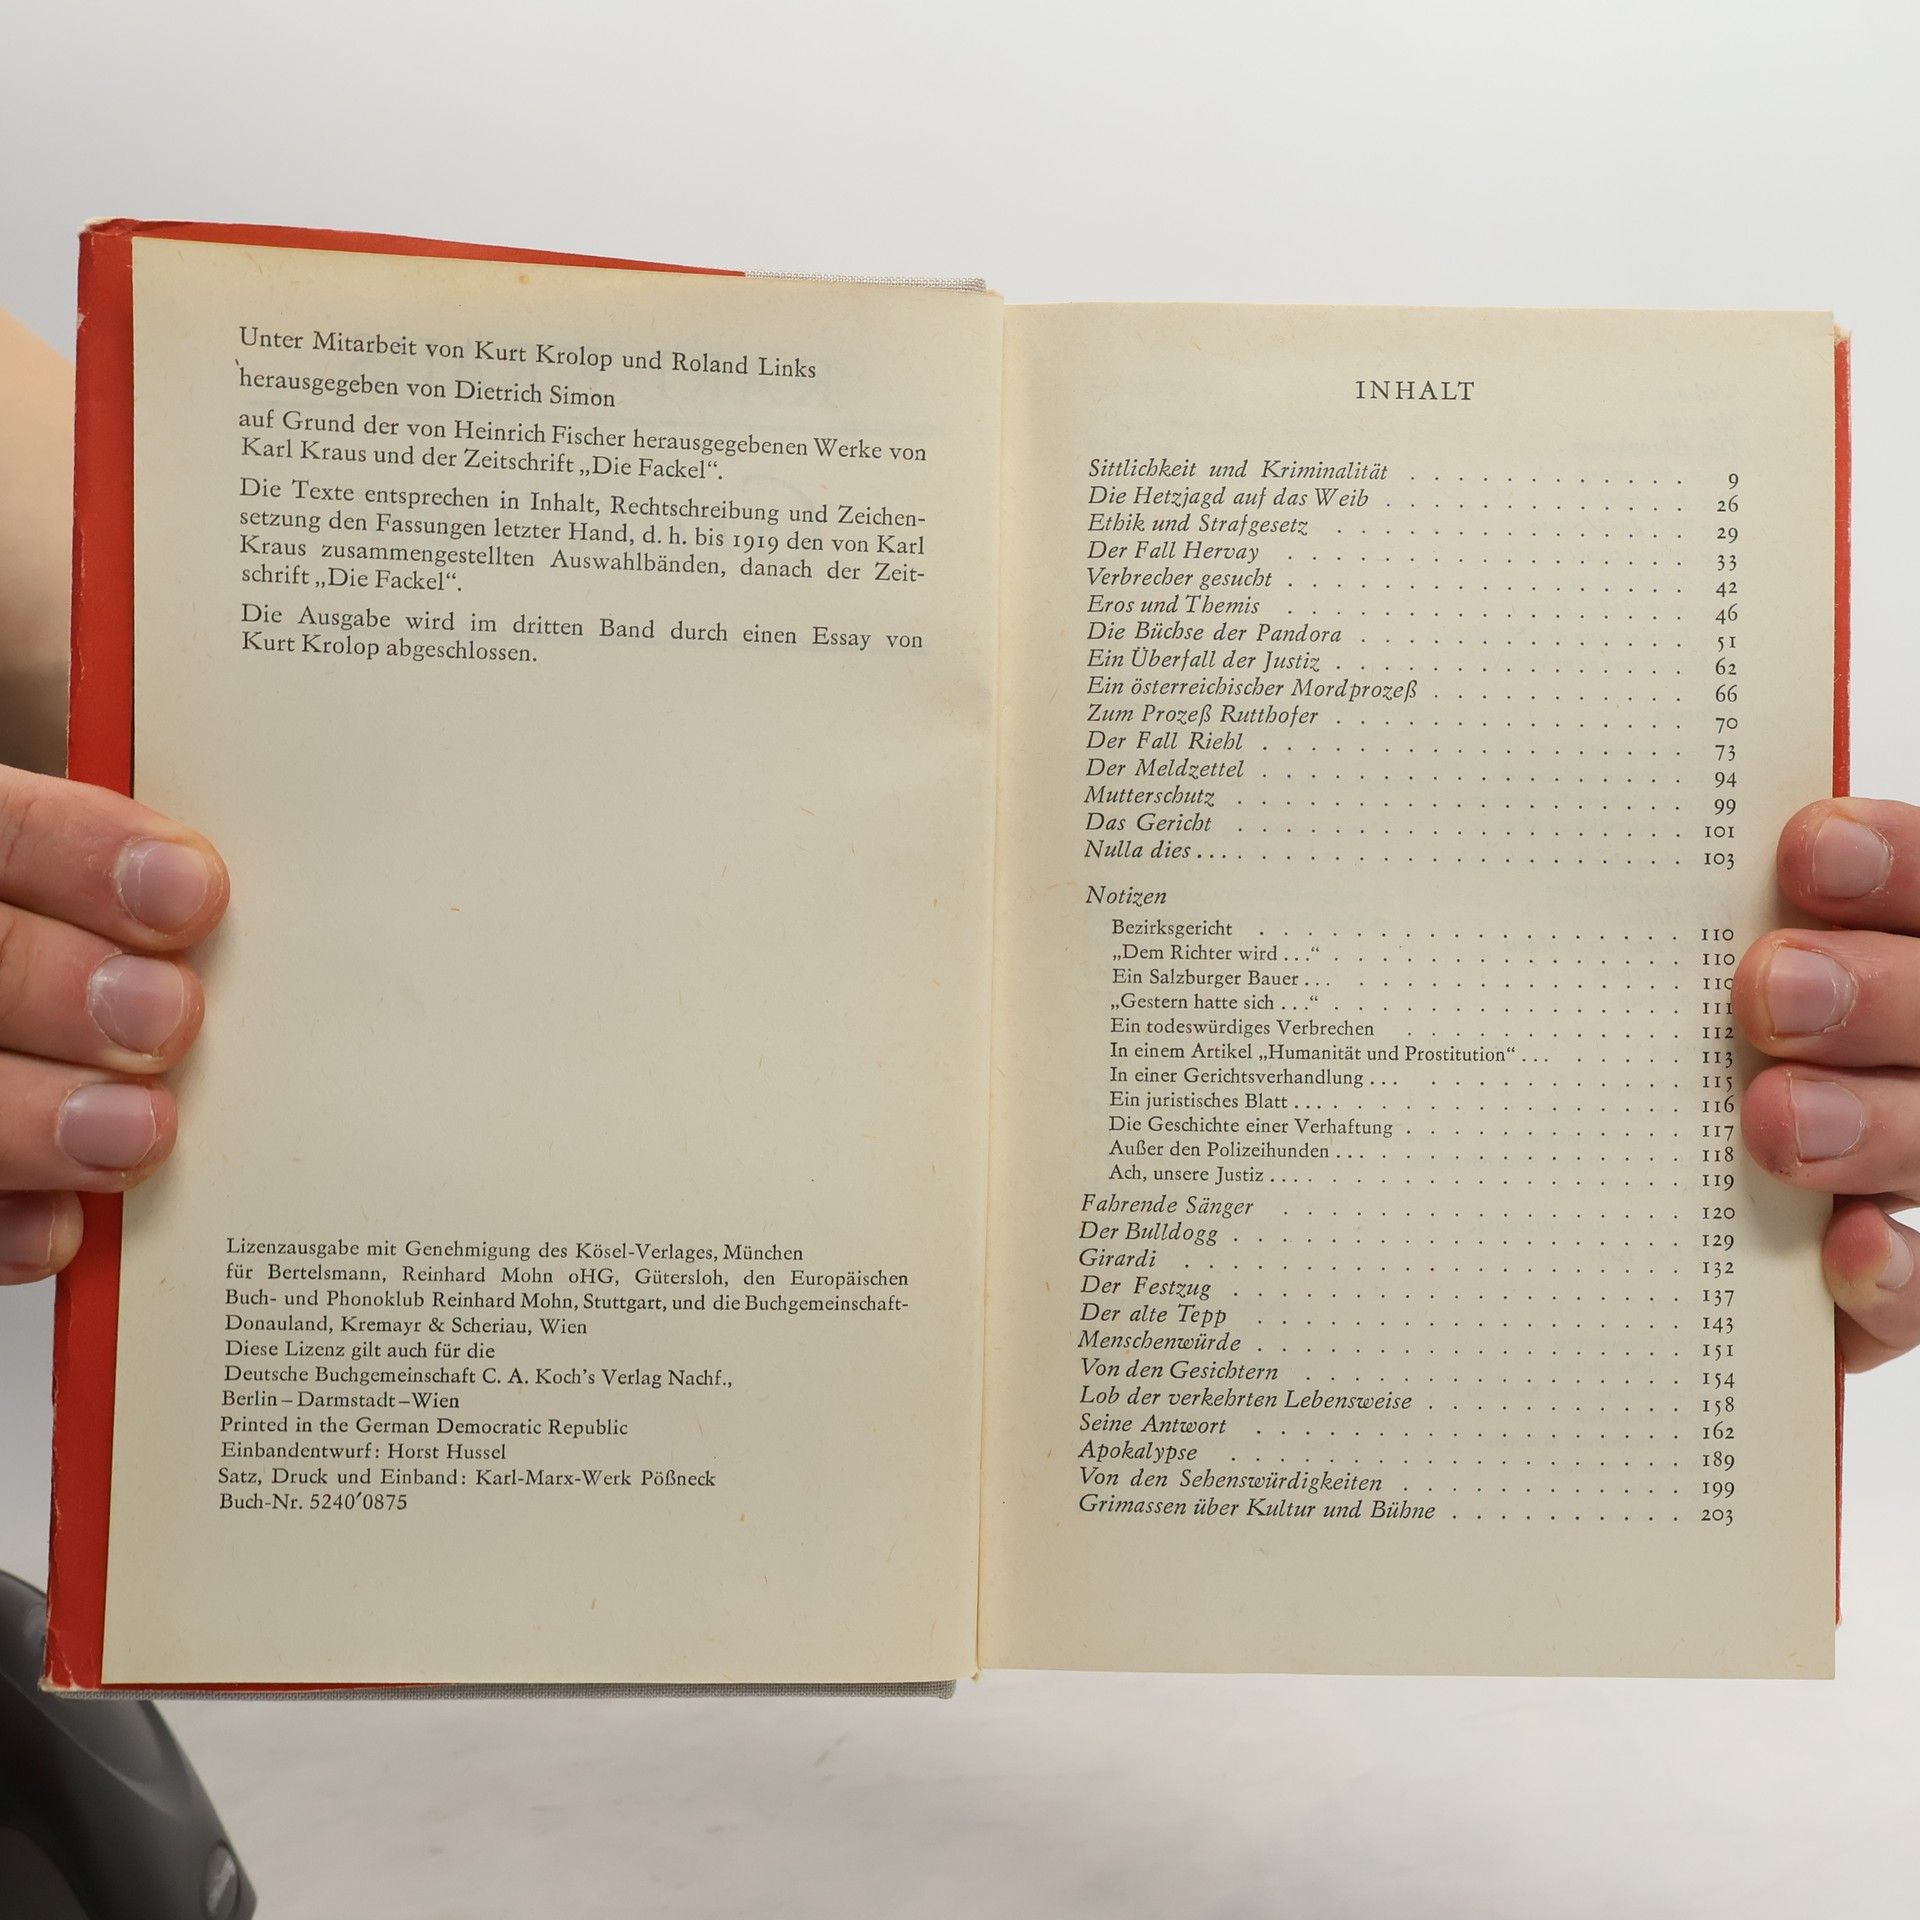 Unter Mitarbeit von Kurt Krolop und Roland Links
herausgegeben von Dietrich Simon
auf Grund der von Heinrich Fischer herausgegebenen Werke von
Karl Kraus und der Zeitschrift „Die Fackel“.
Die Texte entsprechen in Inhalt, Rechtschreibung und Zeichen-
setzung den Fassungen letzter Hand, d. h. bis 1919 den von Karl
Kraus zusammengestellten Auswahlbänden, danach der Zeit-
schrift „Die Fackel“.
Die Ausgabe wird im dritten Band durch einen Essay von
Kurt Krolop abgeschlossen.
Lizenzausgabe mit Genehmigung des Kösel-Verlages, München
für Bertelsmann, Reinhard Mohn oHG, Gütersloh, den Europäischen
Buch- und Phonoklub Reinhard Mohn, Stuttgart, und die Buchgemeinschaft-
Donauland, Kremayr & Scheriau, Wien
Diese Lizenz gilt auch für die
Deutsche Buchgemeinschaft C. A. Koch's Verlag Nachf.,
Berlin–Darmstadt–Wien
Printed in the German Democratic Republic
Einbandentwurf: Horst Hussel
Satz, Druck und Einband: Karl-Marx-Werk Pößneck
Buch-Nr. 5240′0875
INHALT
Sittlichkeit und Kriminalität . . . . . . . . . . . . 9
Die Hetzjagd auf das Weib . . . . . . . . . . . . . 26
Ethik und Strafgesetz . . . . . . . . . . . . . . . 29
Der Fall Hervay . . . . . . . . . . . . . . . . . 33
Verbrecher gesucht . . . . . . . . . . . . . . . . . 42
Eros und Themis . . . . . . . . . . . . . . . . . 46
Die Büchse der Pandora . . . . . . . . . . . . . . 51
Ein Überfall der Justiz . . . . . . . . . . . . . . . 62
Ein österreichischer Mordprozeß . . . . . . . . . . . 66
Zum Prozeß Rutthofer . . . . . . . . . . . . . . . 70
Der Fall Riehl . . . . . . . . . . . . . . . . . . 73
Der Meldzettel . . . . . . . . . . . . . . . . . . 94
Mutterschutz . . . . . . . . . . . . . . . . . . . 99
Das Gericht . . . . . . . . . . . . . . . . . . . 101
Nulla dies . . . . . . . . . . . . . . . . . . . . 103
Notizen
Bezirksgericht . . . . . . . . . . . . . . . . . . 110
„Dem Richter wird . . .“ . . . . . . . . . . . . . . 110
Ein Salzburger Bauer . . . . . . . . . . . . . . . . 110
„Gestern hatte sich . . .“ . . . . . . . . . . . . . . 111
Ein todeswürdiges Verbrechen . . . . . . . . . . . . 112
In einem Artikel „Humanität und Prostitution“ . . . . . . . . 113
In einer Gerichtsverhandlung . . . . . . . . . . . . . . 115
Ein juristisches Blatt . . . . . . . . . . . . . . . . . 116
Die Geschichte einer Verhaftung . . . . . . . . . . . . 117
Außer den Polizeihunden . . . . . . . . . . . . . . . . 118
Ach, unsere Justiz . . . . . . . . . . . . . . . . . . . 119
Fahrende Sänger . . . . . . . . . . . . . . . . . 120
Der Bulldogg . . . . . . . . . . . . . . . . . . . 129
Girardi . . . . . . . . . . . . . . . . . . . . . 132
Der Festzug . . . . . . . . . . . . . . . . . . . 137
Der alte Tepp . . . . . . . . . . . . . . . . . . 143
Menschenwürde . . . . . . . . . . . . . . . . . . 151
Von den Gesichtern . . . . . . . . . . . . . . . . 154
Lob der verkehrten Lebensweise . . . . . . . . . . . 158
Seine Antwort . . . . . . . . . . . . . . . . . . 162
Apokalypse . . . . . . . . . . . . . . . . . . . 189
Von den Sehenswürdigkeiten . . . . . . . . . . . . 199
Grimassen über Kultur und Bühne . . . . . . . . . . 203